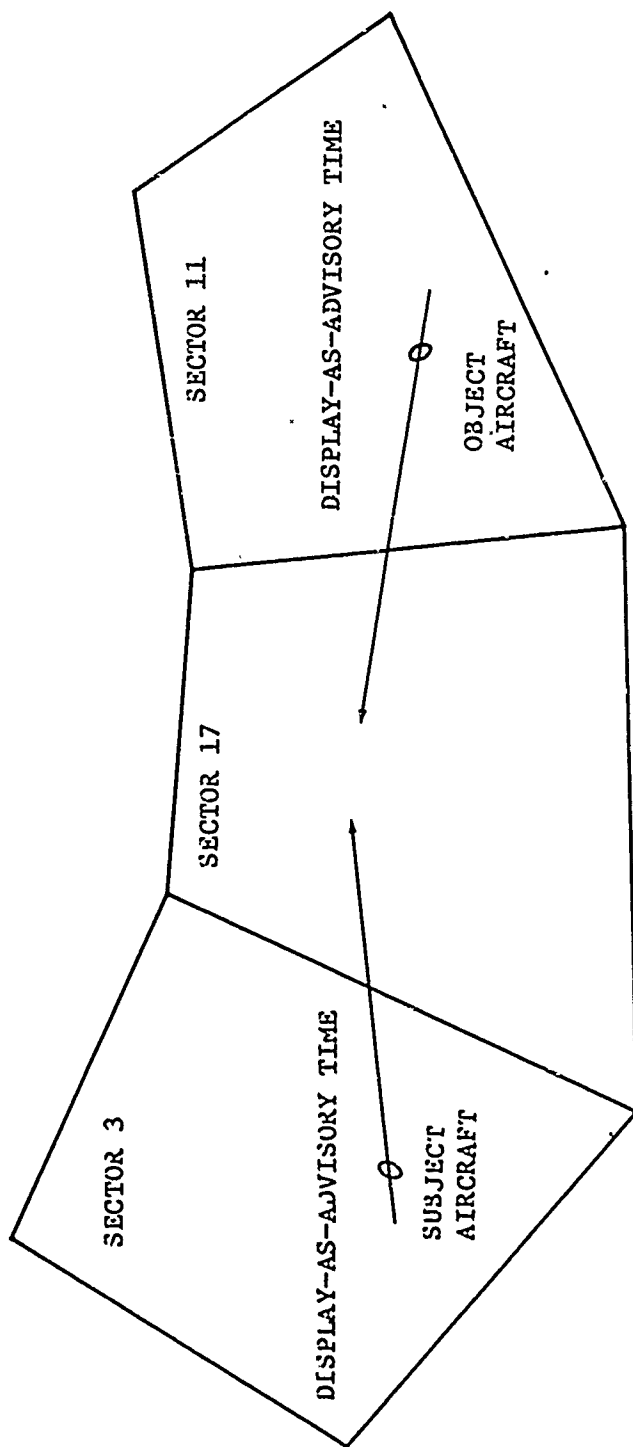 SECTOR 3
SECTOR 17
SECTOR 11
DISPLAY-AS-ADVISORY TIME
SUBJECT
AIRCRAFT
DISPLAY-AS-ADVISORY TIME
OBJECT
AIRCRAFT